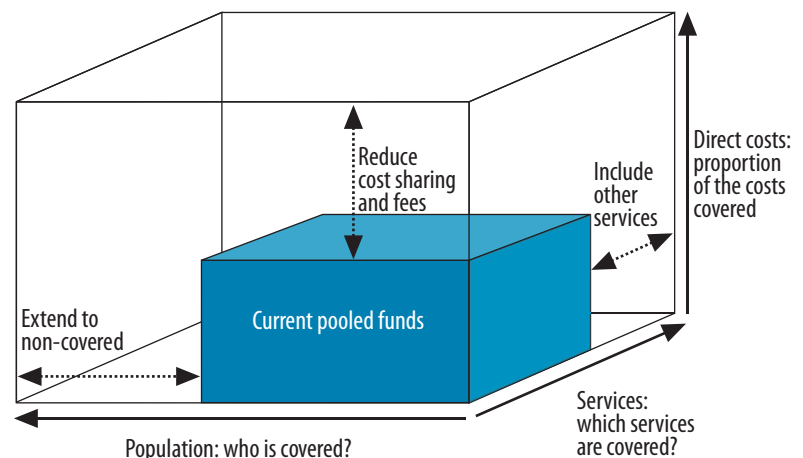 Reduce
cost sharing
and fees
Include
other
services
Direct costs:
proportion
of the costs
covered
Extend to
non-covered
Current pooled funds
Population: who is covered?
Services:
which services
are covered?